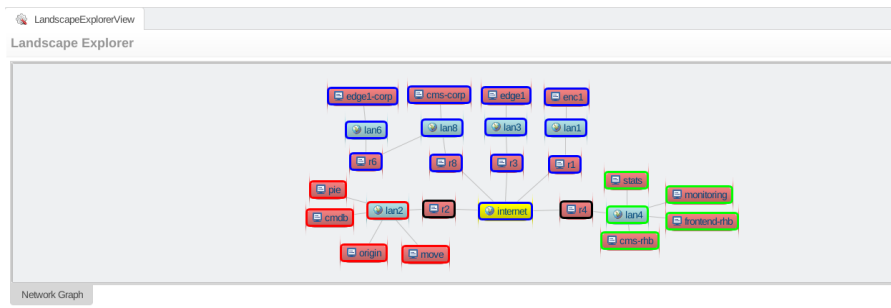 LandscapeExplorerView
Landscape Explorer
edge1-corp cms-corp edge1 enc1
lan6 lan8 lan3 lan1
r6 r8 r3 r1
pie stats monitoring
cmdb lan2 r2 internet r4 lan4 frontend-rhb
origin move cms-rhb
Network Graph